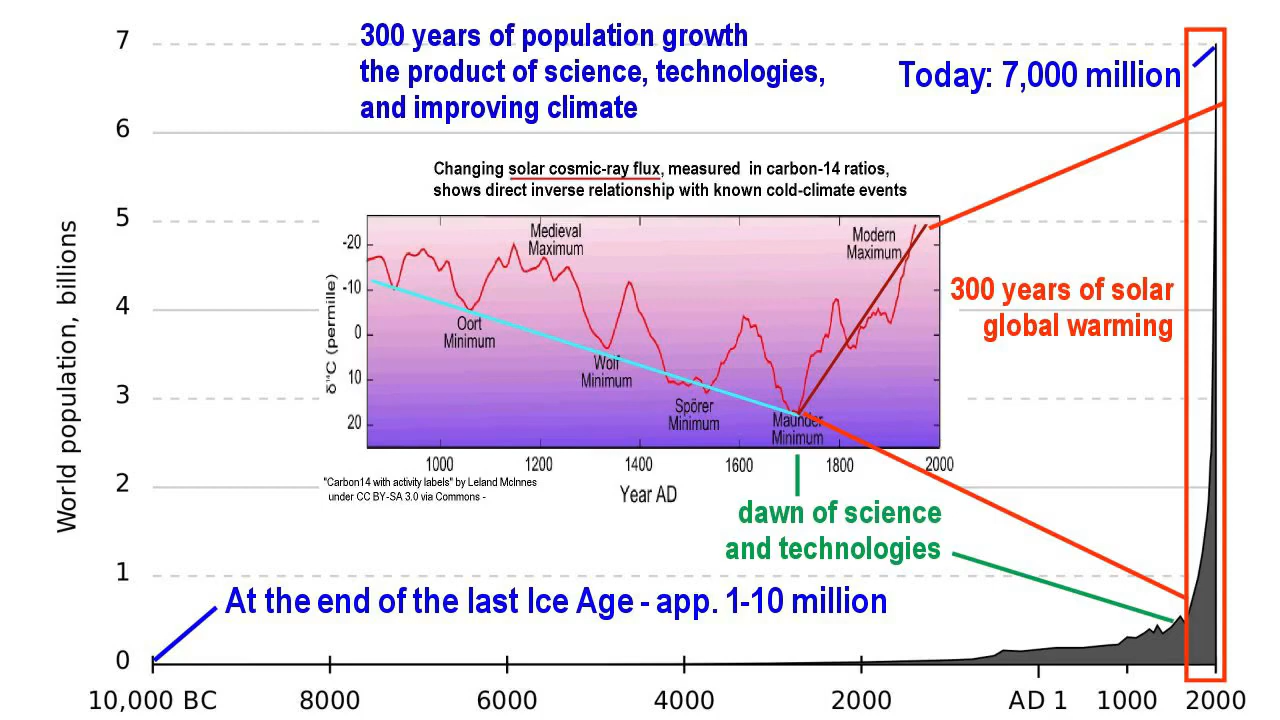 300 years of population growth
the product of science, technologies,
and improving climate
Today: 7,000 million
7
6
5
4
3
2
1
0
World population, billions
Changing solar cosmic-ray flux, measured in carbon-14 ratios,
shows direct inverse relationship with known cold-climate events
-20
-10
0
10
20
δ¹⁴C (permille)
Medieval
Maximum
Modern
Maximum
Oort
Minimum
Wolf
Minimum
Spörer
Minimum
Maunder
Minimum
1000 1200 1400 1600 1800 2000
Year AD
"Carbon14 with activity labels" by Leland McInnes
under CC BY-SA 3.0 via Commons -
300 years of solar
global warming
dawn of science
and technologies
At the end of the last Ice Age - app. 1-10 million
10,000 BC 8000 6000 4000 2000 AD 1 1000 2000